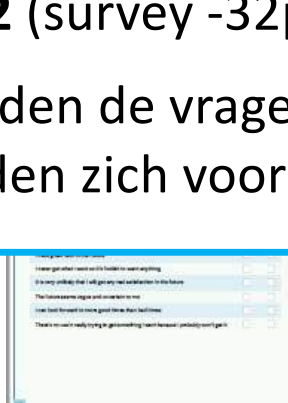 2 (survey -32p
den de vrage
den zich voor
I never get what I want so it's foolish to want anything
It is very unlikely that I will get any real satisfaction in the future
The future seems vague and uncertain to me
I can look forward to more good times than bad times
There's no use in really trying to get something I want because I probably won't get it